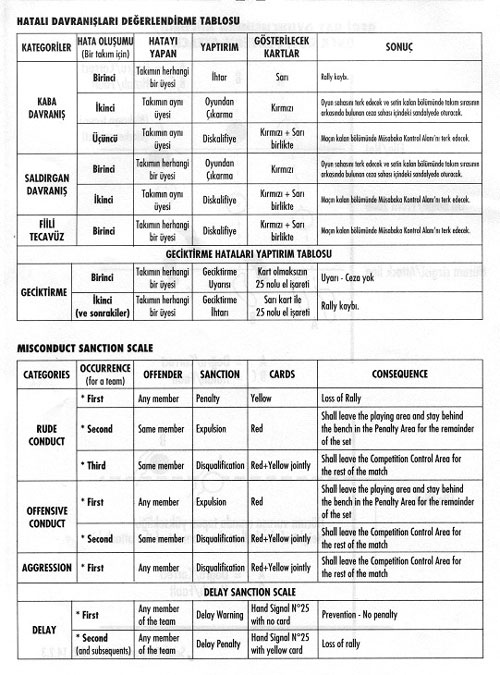 HATALI DAVRANIŞLARI DEĞERLENDİRME TABLOSU
KATEGORİLER HATA OLUŞUMU (Bir takım için) HATAYI YAPAN YAPTIRIM GÖSTERİLECEK KARTLAR SONUÇ
KABA DAVRANIŞ
Birinci Takımın herhangi bir üyesi İhtar Sarı Rally kaybı.
İkinci Takımın aynı üyesi Oyundan Çıkarma Kırmızı Oyun sahasını terk edecek ve setin kalan bölümünde takım sırasının arkasında bulunan ceza sahası içindeki sandalyede oturacak.
Üçüncü Takımın aynı üyesi Diskalifiye Kırmızı + Sarı birlikte Maçın kalan bölümünde Müsabaka Kontrol Alanı'nı terk edecek.
SALDIRGAN DAVRANIŞ
Birinci Takımın herhangi bir üyesi Oyundan Çıkarma Kırmızı Oyun sahasını terk edecek ve setin kalan bölümünde takım sırasının arkasında bulunan ceza sahası içindeki sandalyede oturacak.
İkinci Takımın aynı üyesi Diskalifiye Kırmızı + Sarı birlikte Maçın kalan bölümünde Müsabaka Kontrol Alanı'nı terk edecek.
FİİLİ TECAVÜZ
Birinci Takımın herhangi bir üyesi Diskalifiye Kırmızı + Sarı birlikte Maçın kalan bölümünde Müsabaka Kontrol Alanı'nı terk edecek.
GECİKTİRME HATALARI YAPTIRIM TABLOSU
GECİKTİRME
Birinci Takımın herhangi bir üyesi Geciktirme Uyarısı Kart olmaksızın 25 nolu el işareti Uyarı - Ceza yok
İkinci (ve sonrakiler) Takımın herhangi bir üyesi Geciktirme İhtarı Sarı kart ile 25 nolu el işareti Rally kaybı.
MISCONDUCT SANCTION SCALE
CATEGORIES OCCURRENCE (for a team) OFFENDER SANCTION CARDS CONSEQUENCE
RUDE CONDUCT
* First Any member Penalty Yellow Loss of Rally
* Second Same member Expulsion Red Shall leave the playing area and stay behind the bench in the Penalty Area for the remainder of the set
* Third Same member Disqualification Red+Yellow jointly Shall leave the Competition Control Area for the rest of the match
OFFENSIVE CONDUCT
* First Any member Expulsion Red Shall leave the playing area and stay behind the bench in the Penalty Area for the remainder of the set
* Second Same member Disqualification Red+Yellow jointly Shall leave the Competition Control Area for the rest of the match
AGGRESSION * First Any member Disqualification Red+Yellow jointly Shall leave the Competition Control Area for the rest of the match
DELAY SANCTION SCALE
DELAY
* First Any member of the team Delay Warning Hand Signal N°25 with no card Prevention - No penalty
* Second (and subsequents) Any member of the team Delay Penalty Hand Signal N°25 with yellow card Loss of rally